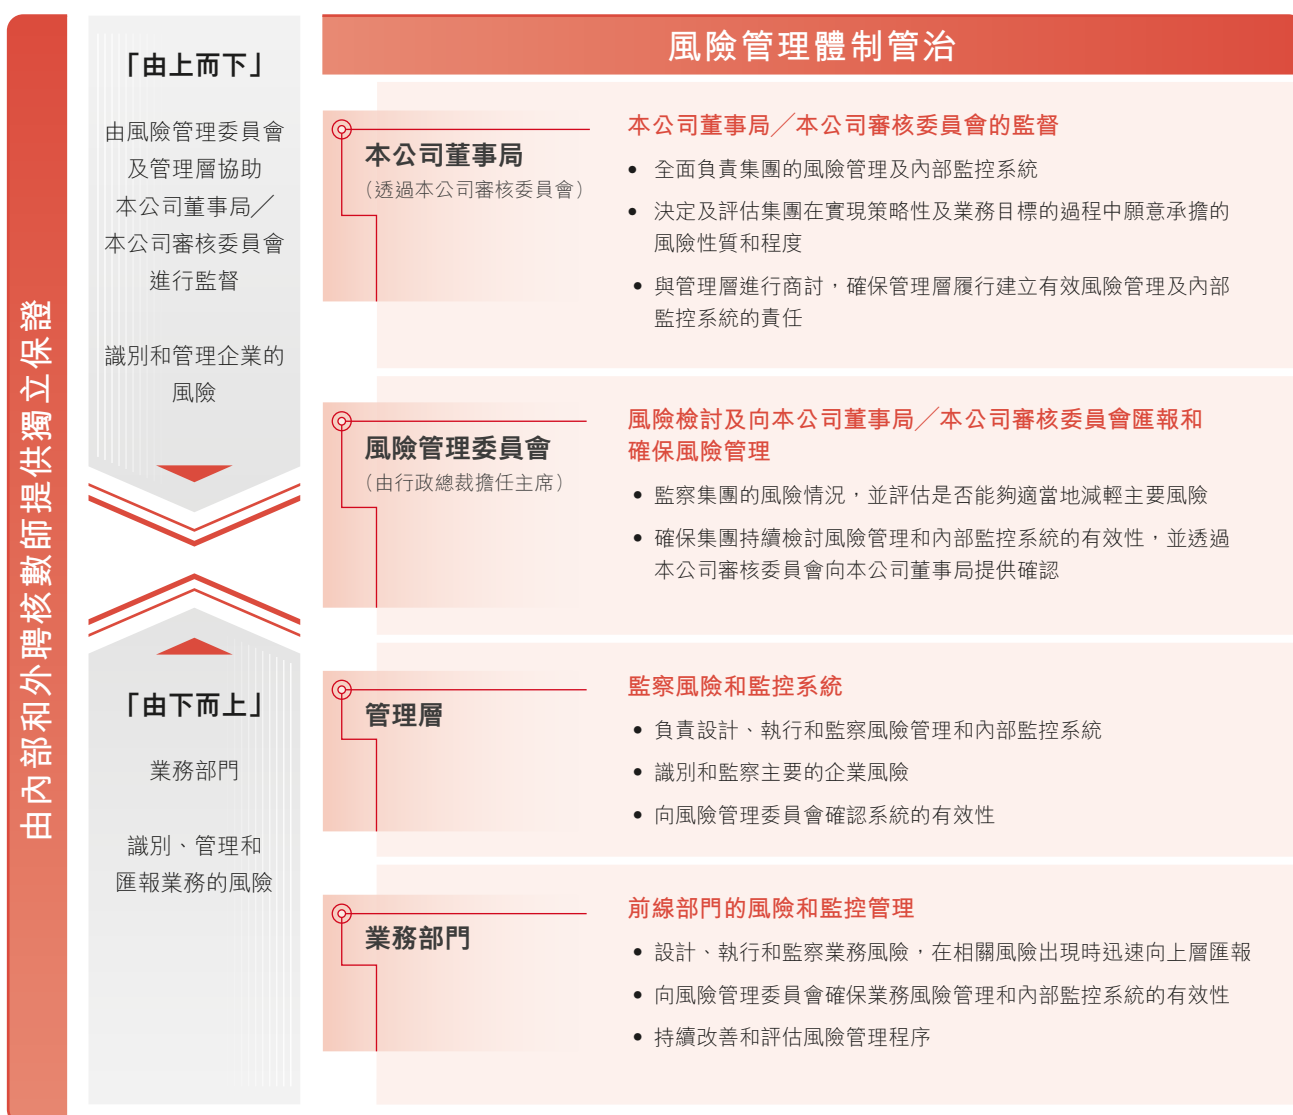 由內部和外聘核數師提供獨立保證
「由上而下」
由風險管理委員會
及管理層協助
本公司董事局╱
本公司審核委員會
進行監督
識別和管理企業的
風險
「由下而上」
業務部門
識別、管理和
匯報業務的風險
風險管理體制管治
本公司董事局
（透過本公司審核委員會）
本公司董事局╱本公司審核委員會的監督
• 全面負責集團的風險管理及內部監控系統
• 決定及評估集團在實現策略性及業務目標的過程中願意承擔的
風險性質和程度
• 與管理層進行商討，確保管理層履行建立有效風險管理及內部
監控系統的責任
風險管理委員會
（由行政總裁擔任主席）
風險檢討及向本公司董事局╱本公司審核委員會匯報和
確保風險管理
• 監察集團的風險情況，並評估是否能夠適當地減輕主要風險
• 確保集團持續檢討風險管理和內部監控系統的有效性，並透過
本公司審核委員會向本公司董事局提供確認
管理層
監察風險和監控系統
• 負責設計、執行和監察風險管理和內部監控系統
• 識別和監察主要的企業風險
• 向風險管理委員會確認系統的有效性
業務部門
前線部門的風險和監控管理
• 設計、執行和監察業務風險，在相關風險出現時迅速向上層匯報
• 向風險管理委員會確保業務風險管理和內部監控系統的有效性
• 持續改善和評估風險管理程序